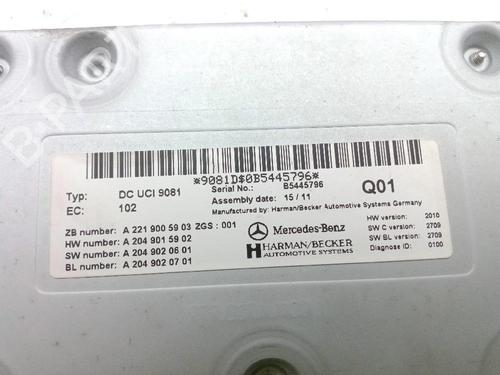 *9081D$0B5445796*
Typ: DC UCI 9081 Serial No.: B5445796
EC: 102 Assembly day: 15 / 11 Q01
Manufactured by: Harman/Becker Automotive Systems Germany
ZB number: A 221 900 59 03 ZGS : 001
HW number: A 204 901 59 02
SW number: A 204 902 06 01
BL number: A 204 902 07 01
Mercedes-Benz
HARMAN/BECKER
AUTOMOTIVE SYSTEMS
HW version: 2010
SW C version: 2709
SW BL version: 2709
Diagnose ID: 0100
B-PARTS